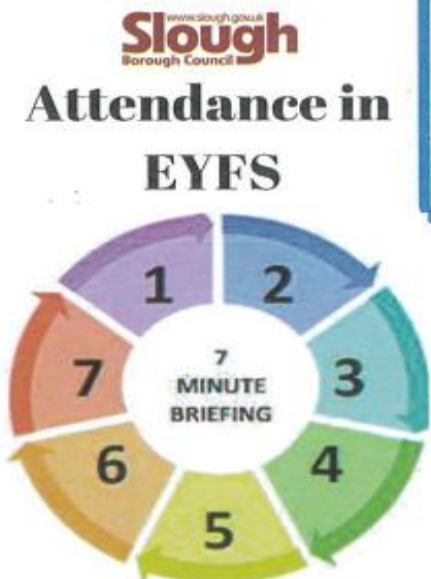 www.slough.gov.uk
Slough
Borough Council
Attendance in
EYFS
1
2
3
4
5
6
7
7
MINUTE
BRIEFING